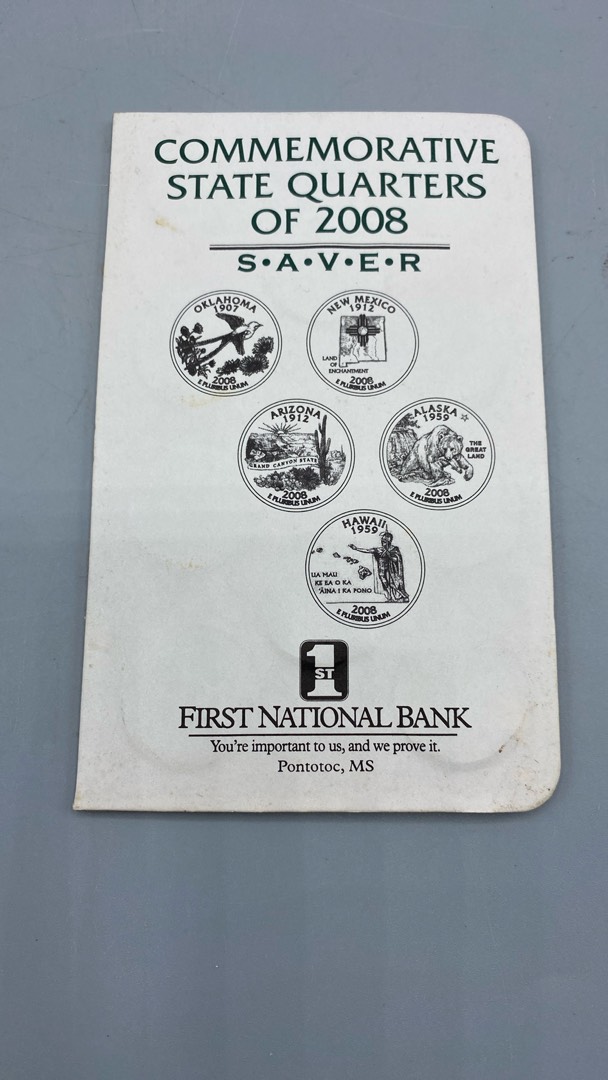 COMMEMORATIVE
STATE QUARTERS
OF 2008
S•A•V•E•R
OKLAHOMA
1907
2008
E PLURIBUS UNUM
NEW MEXICO
1912
LAND
OF
ENCHANTMENT
2008
E PLURIBUS UNUM
ARIZONA
1912
GRAND CANYON STATE
2008
E PLURIBUS UNUM
ALASKA
1959
THE
GREAT
LAND
2008
E PLURIBUS UNUM
HAWAII
1959
UA MAU
KE EA O KA
'ĀINA I KA PONO
2008
E PLURIBUS UNUM
1
ST
FIRST NATIONAL BANK
You're important to us, and we prove it.
Pontotoc, MS